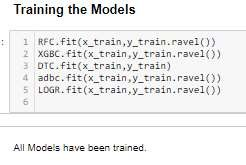 Training the Models
:
1 RFC.fit(x_train,y_train.ravel())
2 XGBC.fit(x_train,y_train.ravel())
3 DTC.fit(x_train,y_train)
4 adbc.fit(x_train,y_train.ravel())
5 LOGR.fit(x_train,y_train.ravel())
6
All Models have been trained.